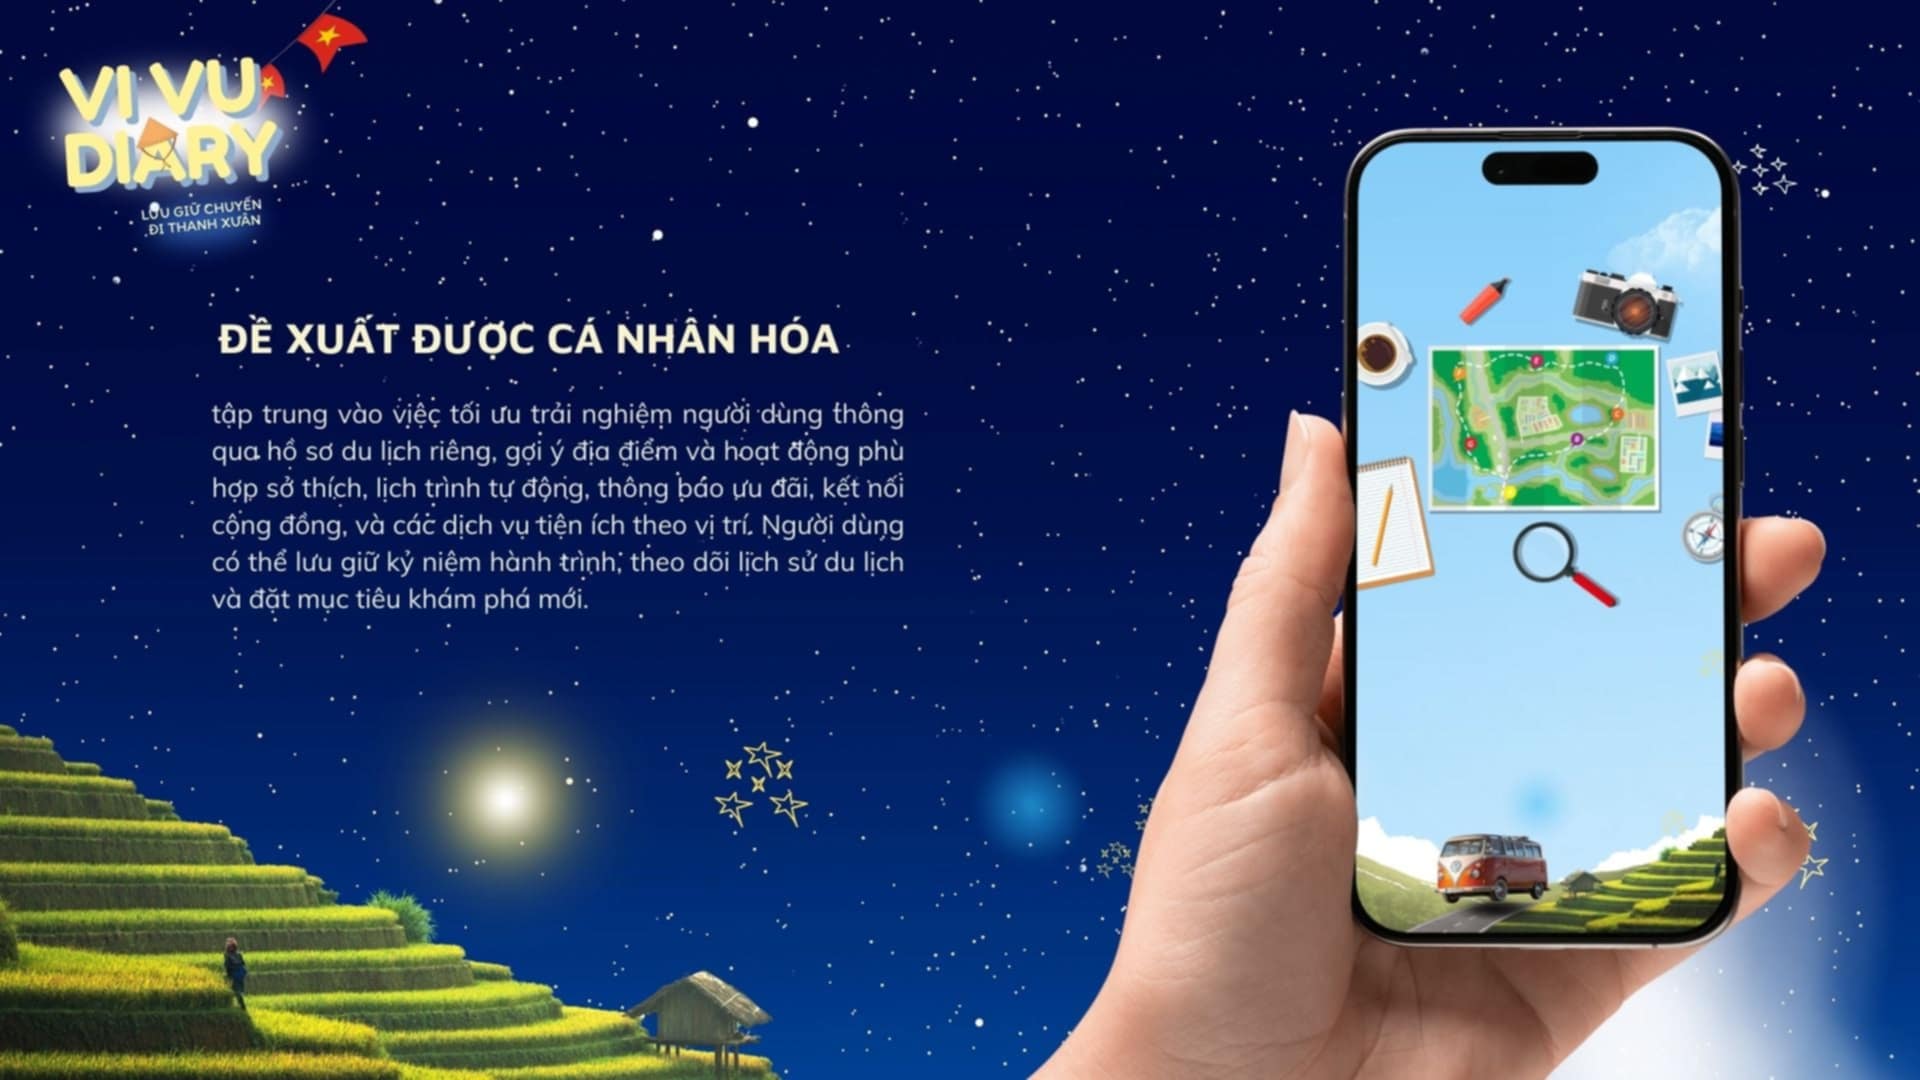 VI VU
DIARY
LƯU GIỮ CHUYẾN
ĐI THANH XUÂN
ĐỀ XUẤT ĐƯỢC CÁ NHÂN HÓA
tập trung vào việc tối ưu trải nghiệm người dùng thông
qua hồ sơ du lịch riêng, gợi ý địa điểm và hoạt động phù
hợp sở thích, lịch trình tự động, thông báo ưu đãi, kết nối
cộng đồng, và các dịch vụ tiện ích theo vị trí. Người dùng
có thể lưu giữ kỷ niệm hành trình, theo dõi lịch sử du lịch
và đặt mục tiêu khám phá mới.